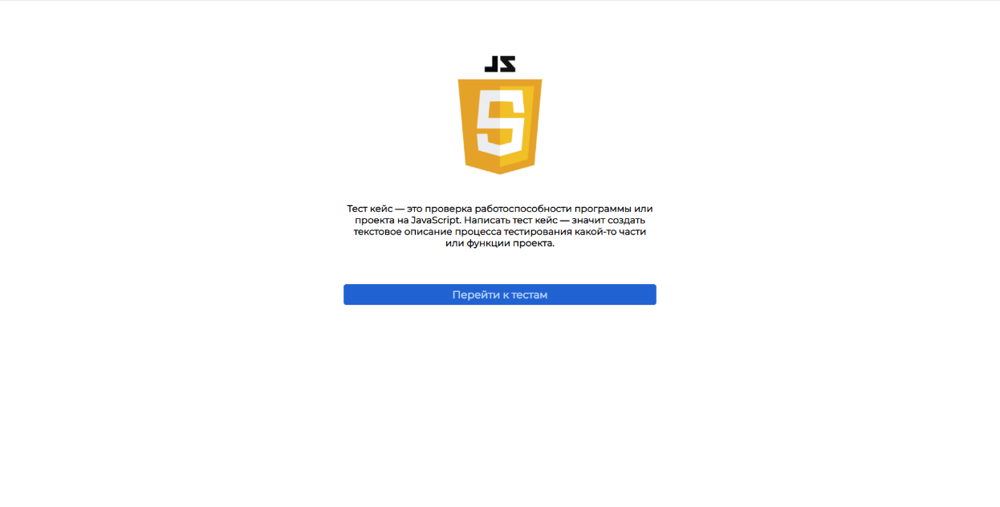 JS
Тест кейс — это проверка работоспособности программы или
проекта на JavaScript. Написать тест кейс — значит создать
текстовое описание процесса тестирования какой-то части
или функции проекта.
Перейти к тестам